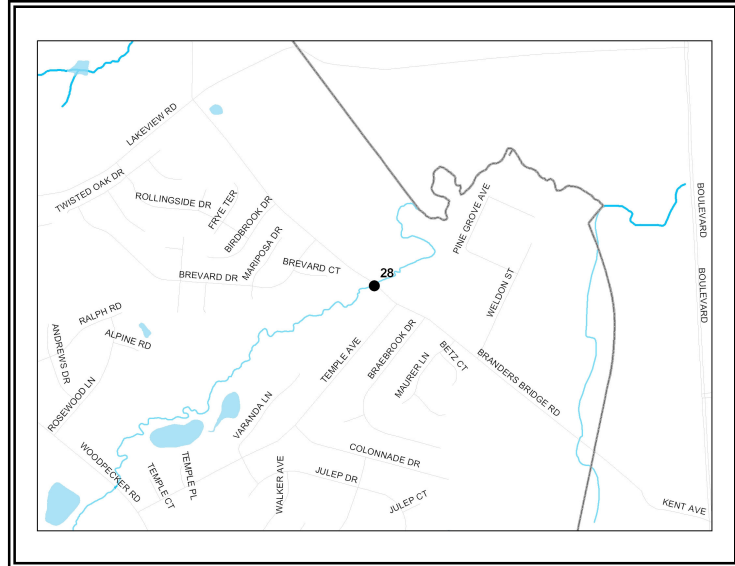 LAKEVIEW RD
TWISTED OAK DR
ROLLINGSIDE DR
FRYE TER
BIRDBROOK DR
MARIPOSA DR
PINE GROVE AVE
BOULEVARD
BREVARD DR
BREVARD CT
28
WELDON ST
BOULEVARD
RALPH RD
ALPINE RD
ANDREWS DR
ROSEWOOD LN
TEMPLE AVE
BRAEBROOK DR
MAURER LN
BETZ CT
BRANDERS BRIDGE RD
VARANDA LN
WOODPECKER RD
TEMPLE CT
TEMPLE PL
WALKER AVE
COLONNADE DR
JULEP DR
JULEP CT
KENT AVE